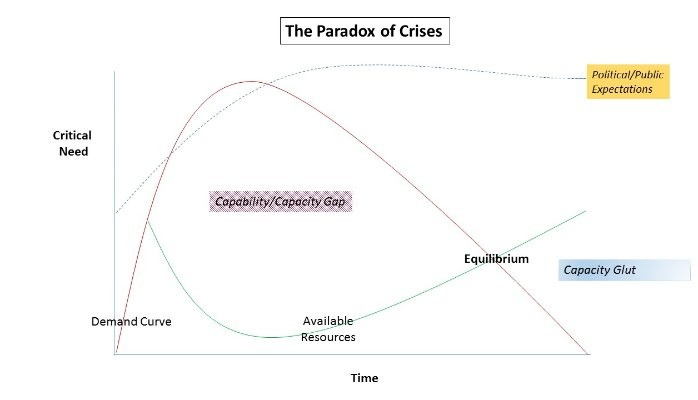 The Paradox of Crises
Political/Public
Expectations
Critical
Need
Capability/Capacity Gap
Equilibrium
Capacity Glut
Demand Curve
Available
Resources
Time